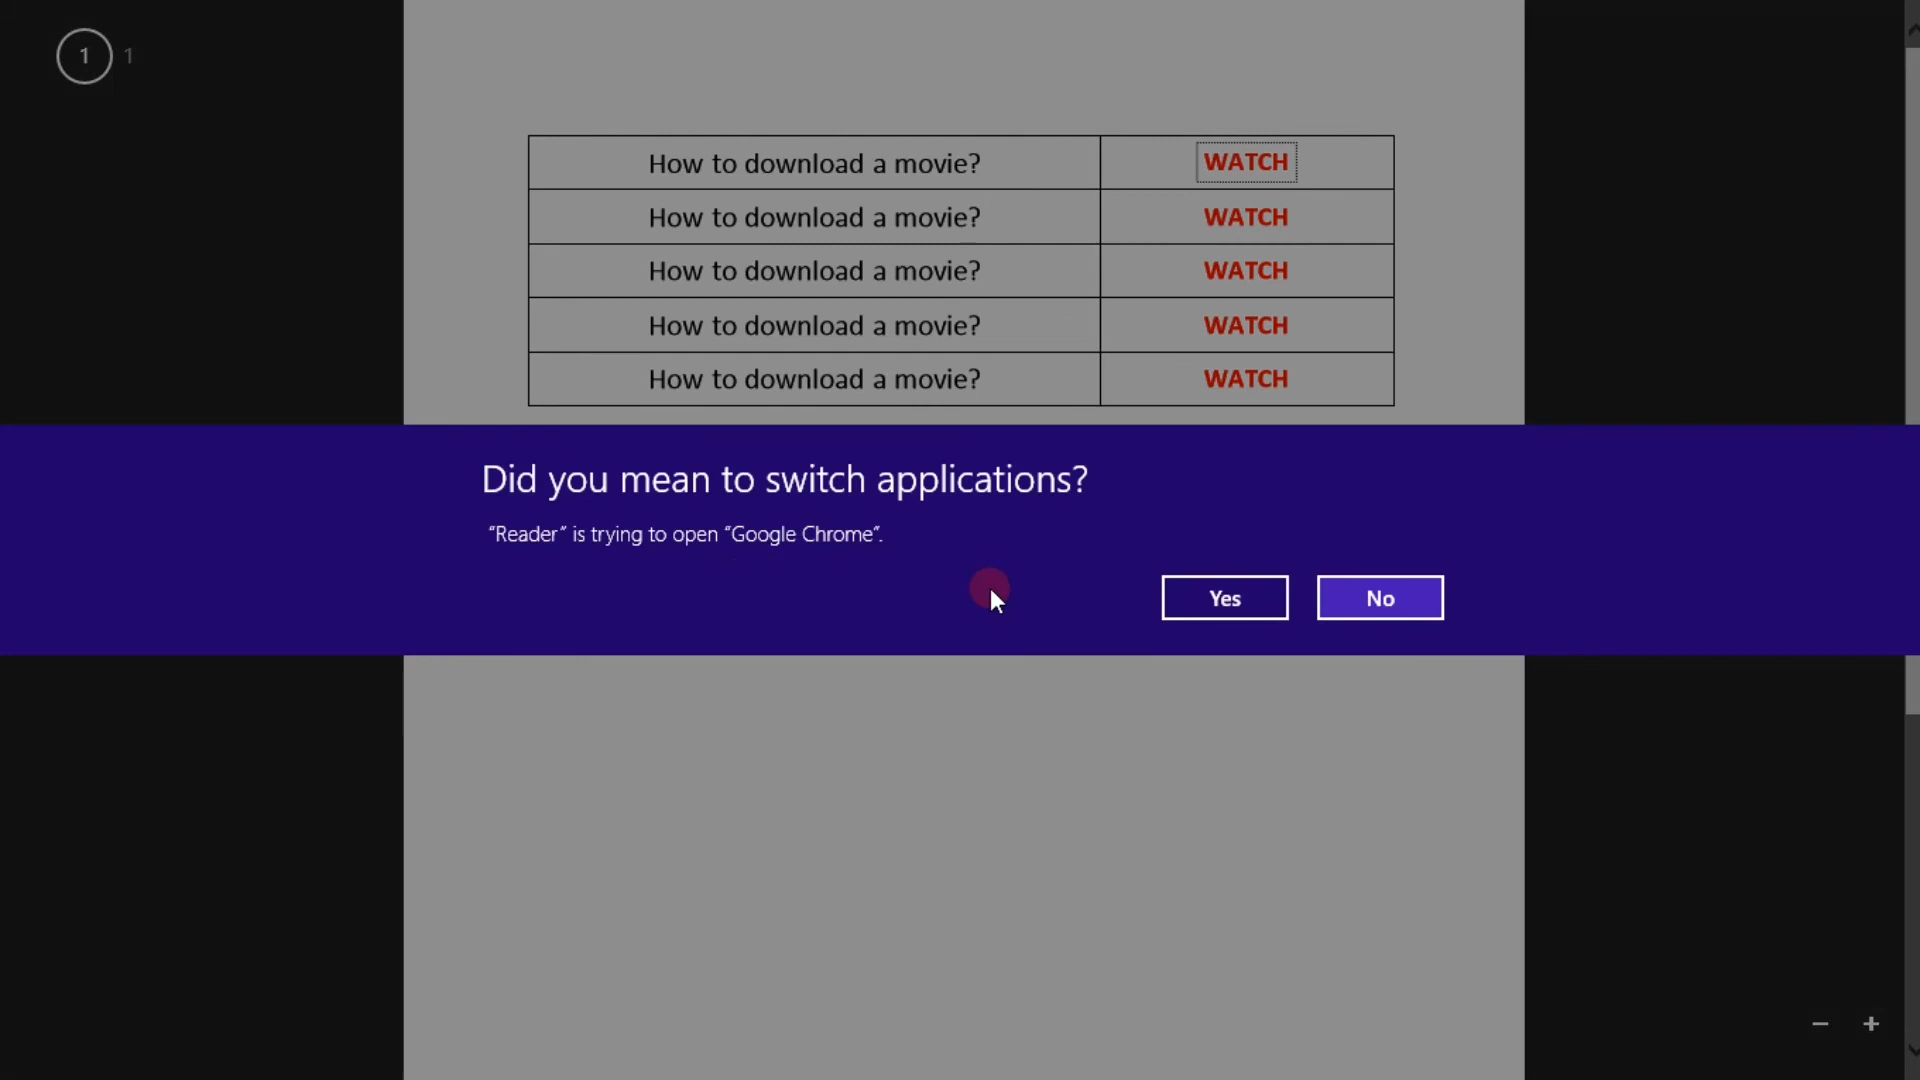 1 1
How to download a movie? WATCH
How to download a movie? WATCH
How to download a movie? WATCH
How to download a movie? WATCH
How to download a movie? WATCH
Did you mean to switch applications?
“Reader” is trying to open “Google Chrome”.
Yes No